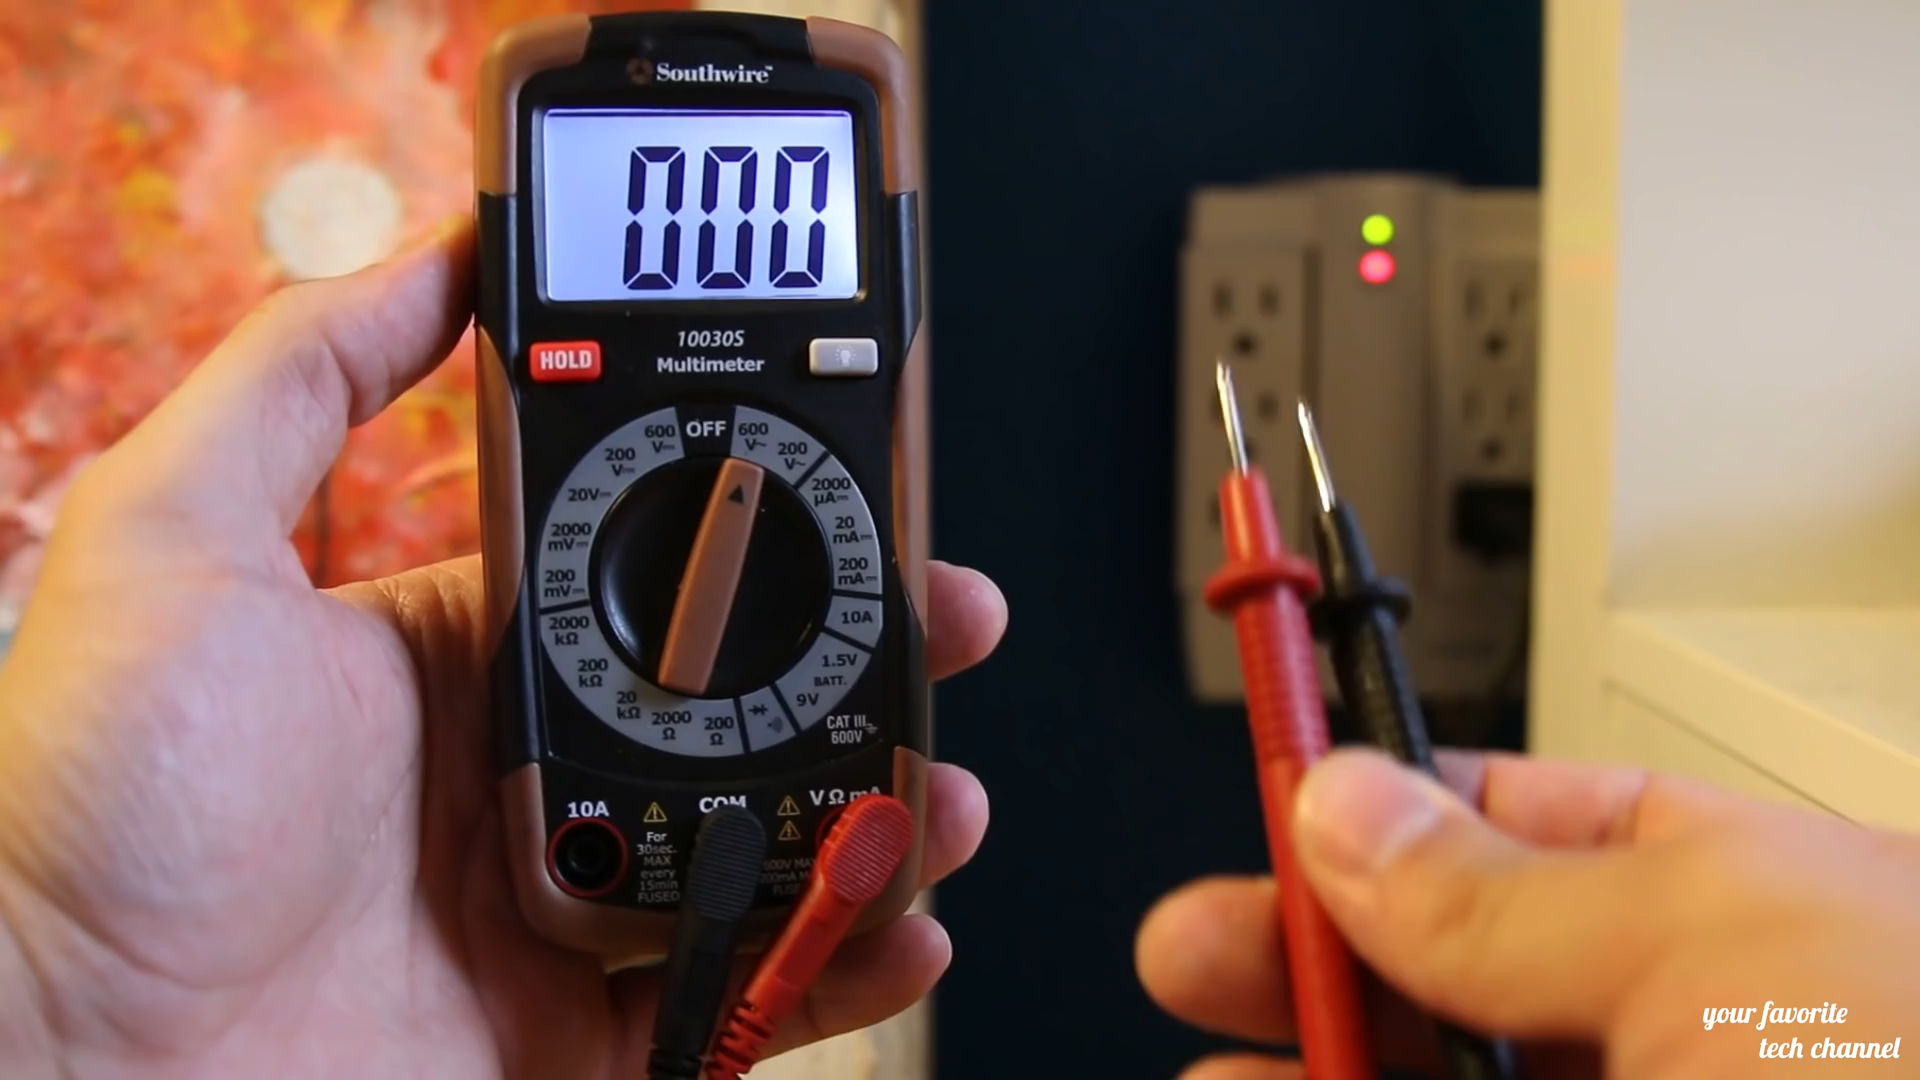 Southwire™
000
10030S
HOLD
Multimeter
OFF
600
V~
200
V~
2000
µA⎓
20
mA⎓
200
mA⎓
10A
1.5V
BATT.
9V
200
Ω
2000
Ω
20
kΩ
200
kΩ
2000
kΩ
200
mV⎓
2000
mV⎓
20V⎓
200
V⎓
600
V⎓
CAT III
600V
10A
COM
V Ω mA
For
30sec.
MAX
every
15min
FUSED
your favorite
tech channel